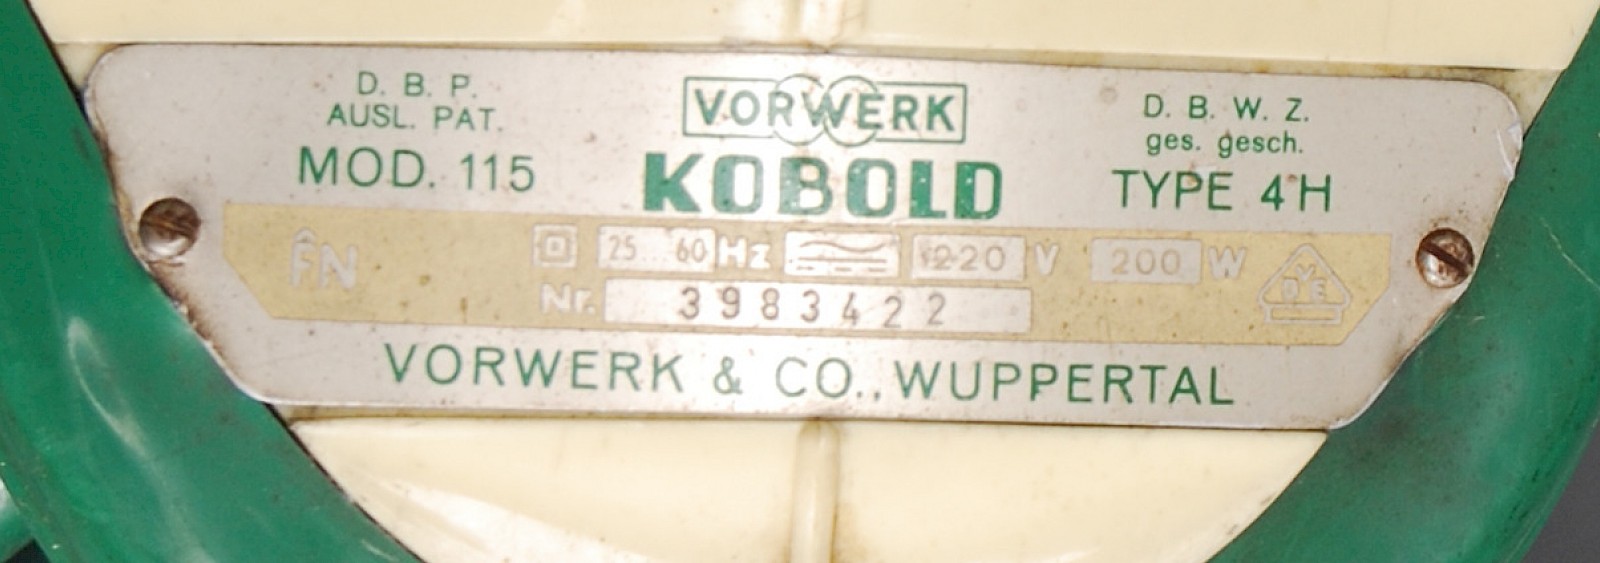 D. B. P.
AUSL. PAT.
MOD. 115
VORWERK
KOBOLD
D. B. W. Z.
ges. gesch.
TYPE 4 H
FN 25 60 Hz 220 V 200 W VDE
Nr. 3983422
VORWERK & CO., WUPPERTAL